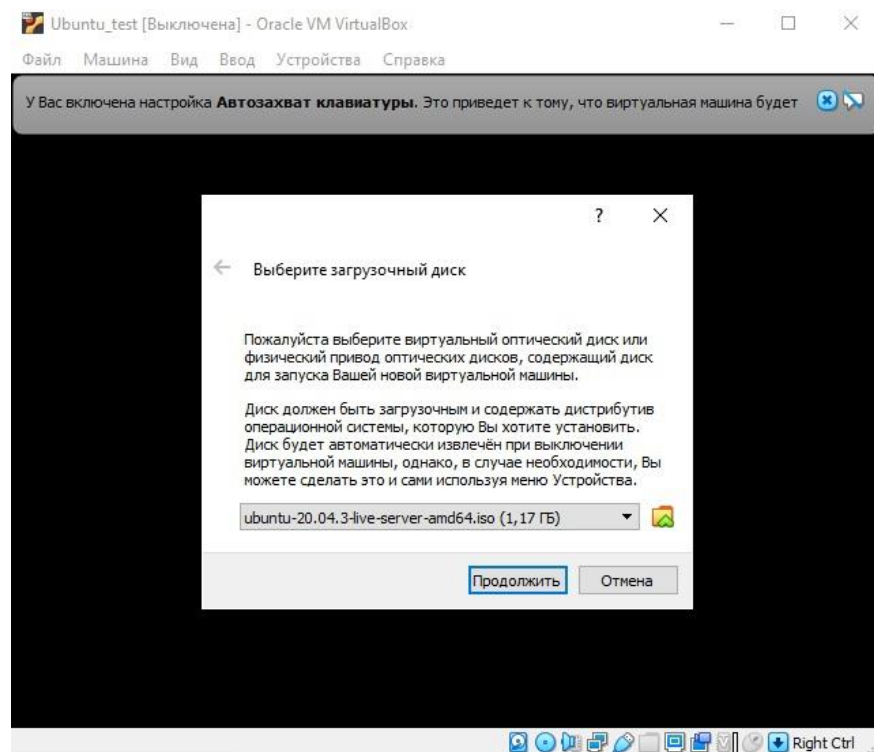 Ubuntu_test [Выключена] - Oracle VM VirtualBox
Файл Машина Вид Ввод Устройства Справка
У Вас включена настройка Автозахват клавиатуры. Это приведет к тому, что виртуальная машина будет
?
Выберите загрузочный диск
Пожалуйста выберите виртуальный оптический диск или
физический привод оптических дисков, содержащий диск
для запуска Вашей новой виртуальной машины.
Диск должен быть загрузочным и содержать дистрибутив
операционной системы, которую Вы хотите установить.
Диск будет автоматически извлечён при выключении
виртуальной машины, однако, в случае необходимости, Вы
можете сделать это и сами используя меню Устройства.
ubuntu-20.04.3-live-server-amd64.iso (1,17 ГБ)
Продолжить Отмена
Right Ctrl